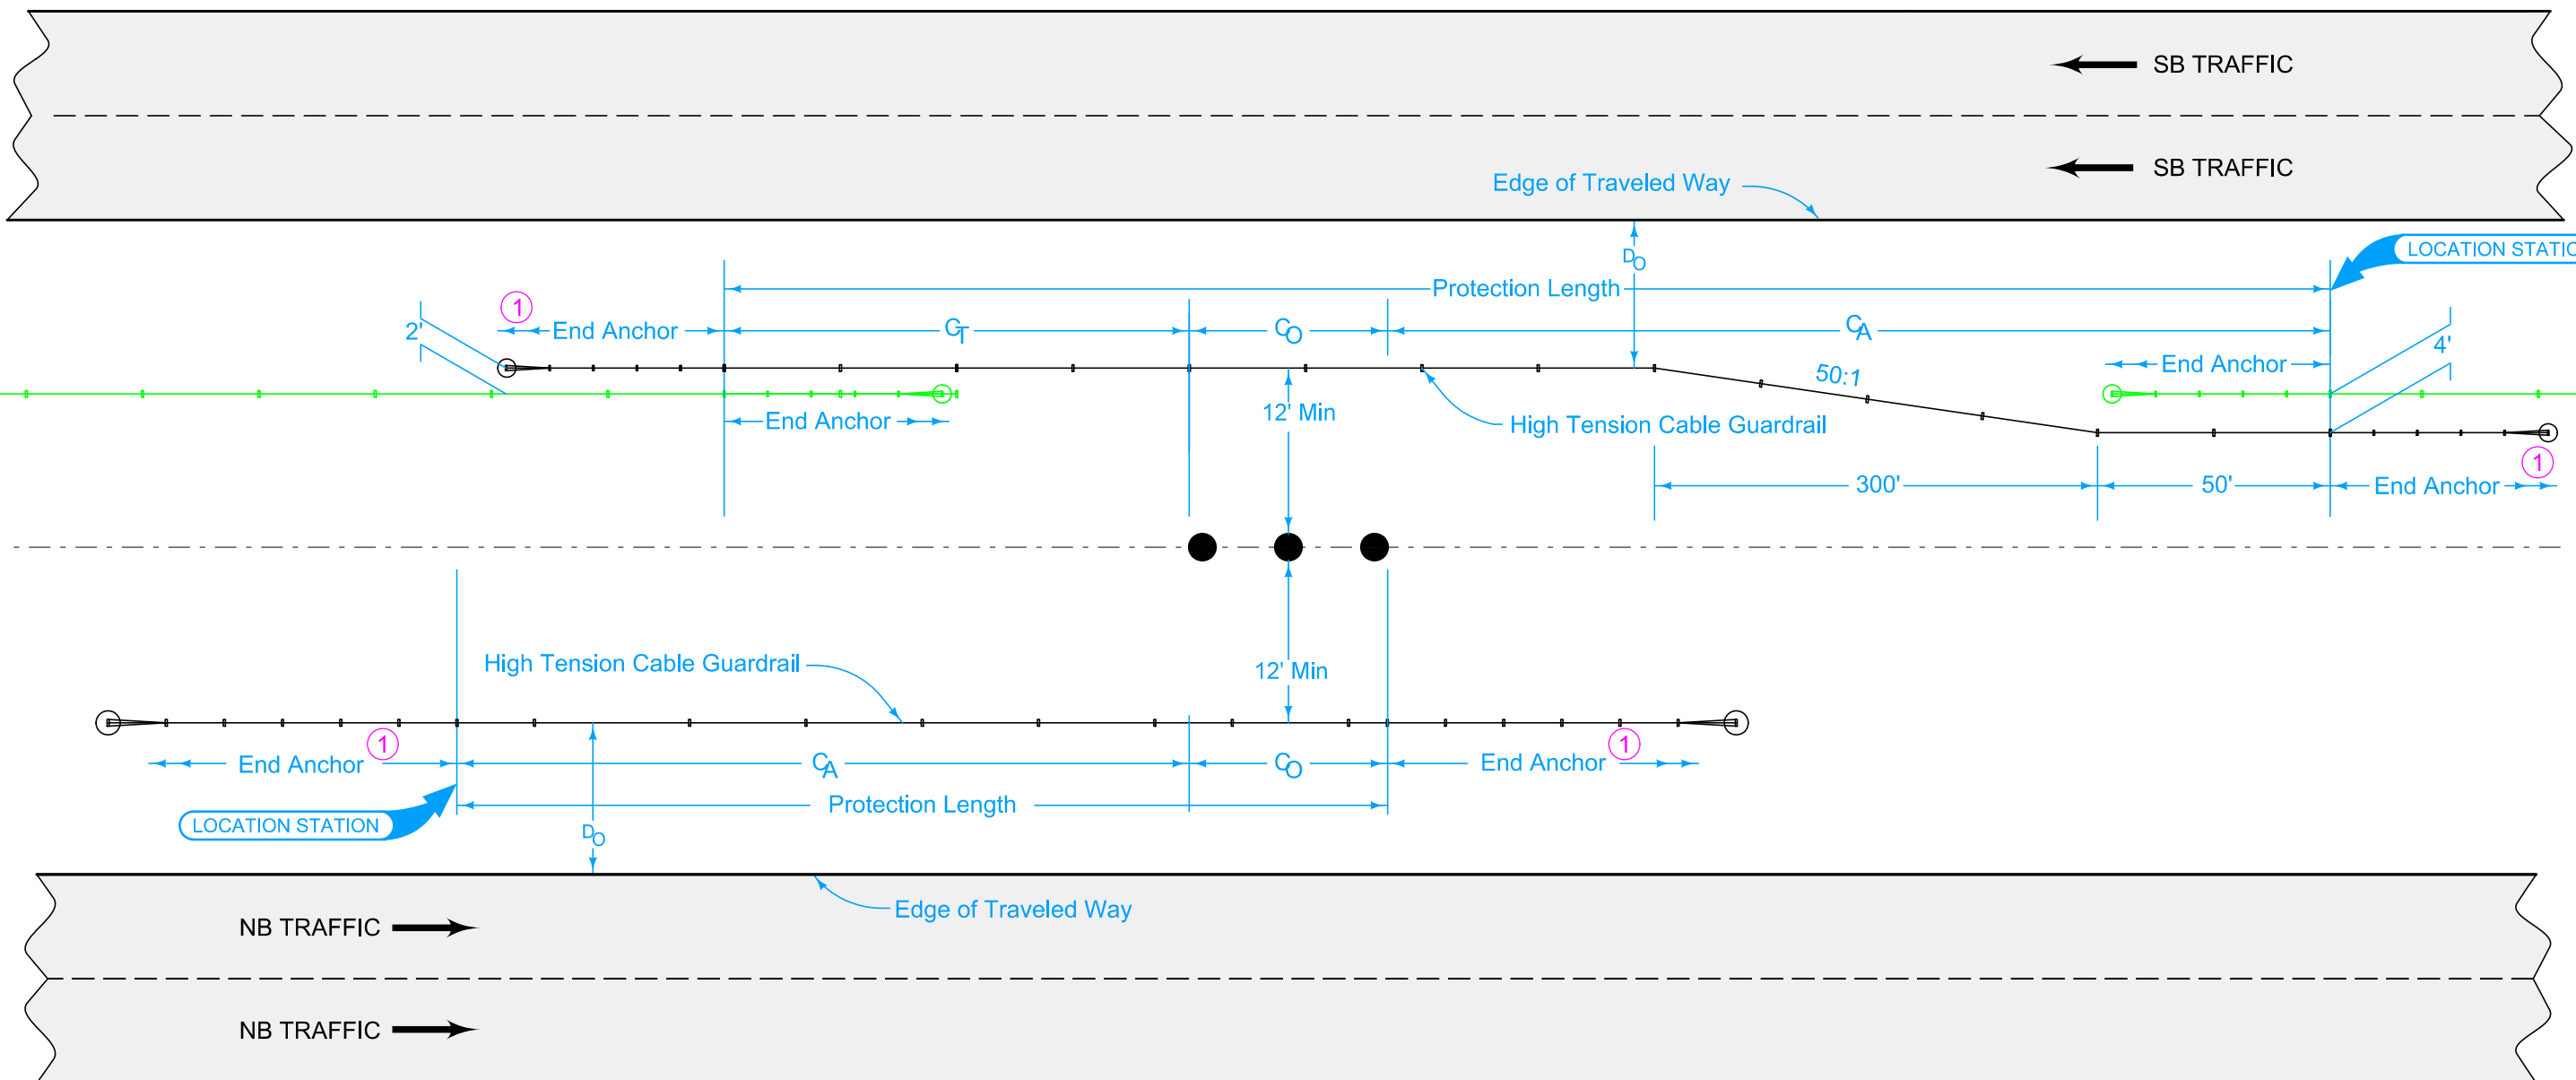 SB TRAFFIC
SB TRAFFIC
Edge of Traveled Way
DO
LOCATION STATIO
Protection Length
1
2'
End Anchor
CT
CO
CA
4'
End Anchor
50:1
12' Min
End Anchor
High Tension Cable Guardrail
1
300'
50'
End Anchor
High Tension Cable Guardrail
12' Min
1
1
End Anchor
CA
CO
End Anchor
Protection Length
LOCATION STATION
DO
Edge of Traveled Way
NB TRAFFIC
NB TRAFFIC